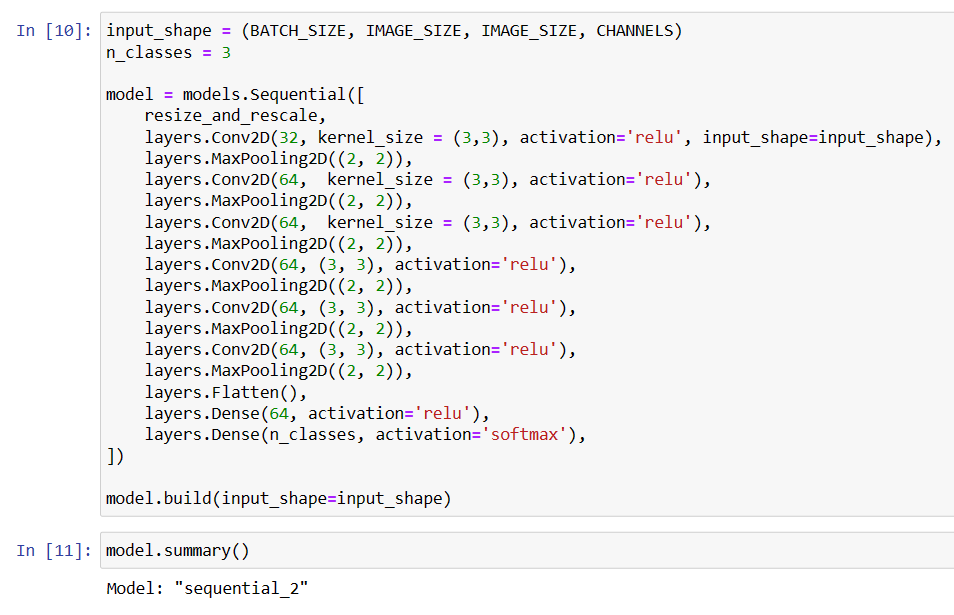 In [10]: input_shape = (BATCH_SIZE, IMAGE_SIZE, IMAGE_SIZE, CHANNELS)
n_classes = 3

model = models.Sequential([
    resize_and_rescale,
    layers.Conv2D(32, kernel_size = (3,3), activation='relu', input_shape=input_shape),
    layers.MaxPooling2D((2, 2)),
    layers.Conv2D(64,  kernel_size = (3,3), activation='relu'),
    layers.MaxPooling2D((2, 2)),
    layers.Conv2D(64,  kernel_size = (3,3), activation='relu'),
    layers.MaxPooling2D((2, 2)),
    layers.Conv2D(64, (3, 3), activation='relu'),
    layers.MaxPooling2D((2, 2)),
    layers.Conv2D(64, (3, 3), activation='relu'),
    layers.MaxPooling2D((2, 2)),
    layers.Conv2D(64, (3, 3), activation='relu'),
    layers.MaxPooling2D((2, 2)),
    layers.Flatten(),
    layers.Dense(64, activation='relu'),
    layers.Dense(n_classes, activation='softmax'),
])

model.build(input_shape=input_shape)
In [11]: model.summary()
Model: "sequential_2"